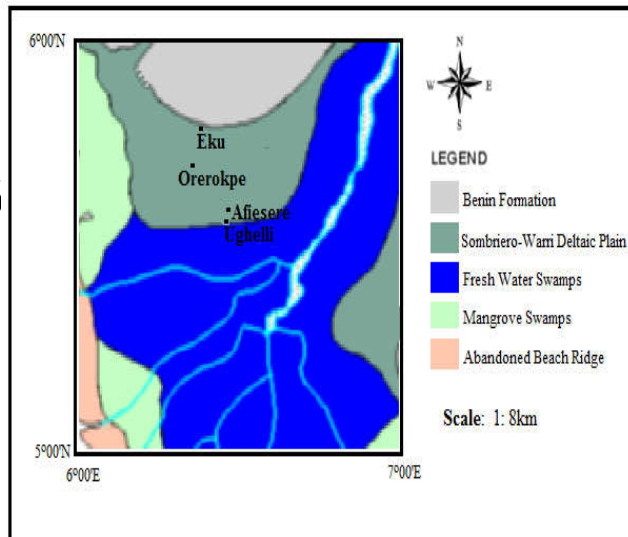 6°00'N
N
W E
S
Eku
Orerokpe
Afiesere
Ughelli
LEGEND
Benin Formation
Sombriero-Warri Deltaic Plain
Fresh Water Swamps
Mangrove Swamps
Abandoned Beach Ridge
Scale: 1: 8km
5°00'N
6°00'E
7°00'E